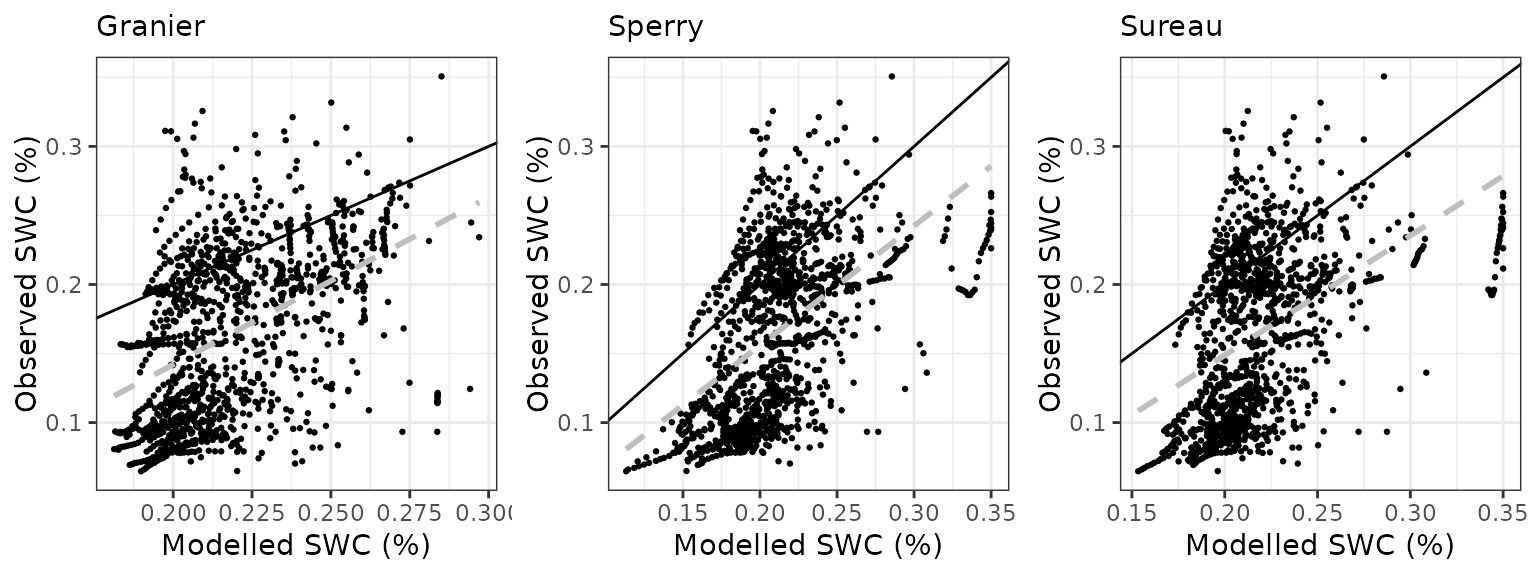 Granier
Sperry
Sureau
Observed SWC (%)
0.3
0.2
0.1
0.200 0.225 0.250 0.275 0.300
Modelled SWC (%)
Observed SWC (%)
0.3
0.2
0.1
0.15 0.20 0.25 0.30 0.35
Modelled SWC (%)
Observed SWC (%)
0.3
0.2
0.1
0.15 0.20 0.25 0.30 0.35
Modelled SWC (%)